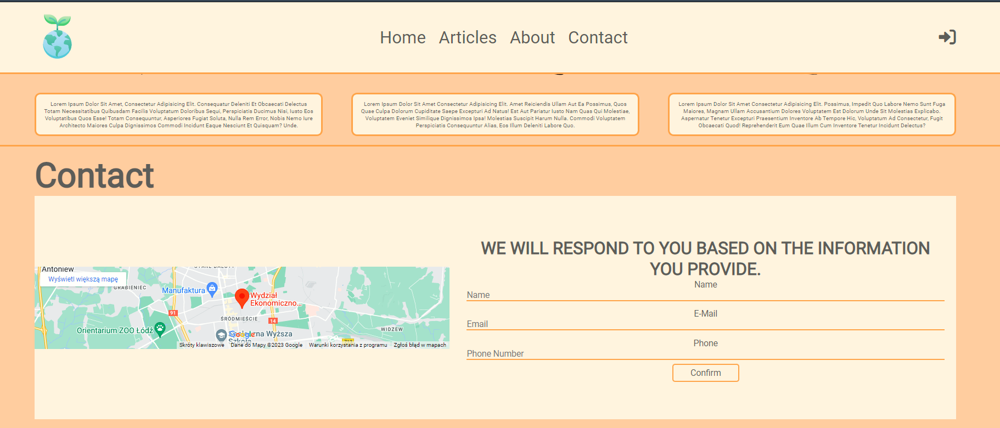 Home Articles About Contact
Lorem Ipsum Dolor Sit Amet, Consectetur Adipisicing Elit. Consequatur Deleniti Et Obcaecati Delectus
Totam Necessitatibus Quibusdam Facilis Voluptatum Doloribus Sequi, Perspiciatis Ducimus Nisi, Iusto Eos
Voluptatibus Quos Esse! Totam Consequuntur, Asperiores Fugiat Soluta, Nulla Rem Error, Nobis Nemo Iure
Architecto Maiores Culpa Dignissimos Commodi Incidunt Eaque Nesciunt Et Quisquam? Unde.
Lorem Ipsum Dolor Sit Amet Consectetur Adipisicing Elit. Amet Reiciendis Ullam Aut Ea Possimus, Quos
Quae Culpa Dolorum Cupiditate Saepe Excepturi Ad Natus! Est Aut Pariatur Iusto Nam Quas Qui Molestiae,
Voluptatem Eveniet Similique Dignissimos Ipsa! Molestias Suscipit Harum Nulla. Commodi Voluptatem
Perspiciatis Consequuntur Alias, Eos Illum Deleniti Labore Quo.
Lorem Ipsum Dolor Sit Amet Consectetur Adipisicing Elit. Possimus, Impedit Quo Labore Nemo Sunt Fuga
Maiores, Magnam Ullam Accusantium Dolores Voluptatem Est Dolorum Unde Sit Molestias Explicabo.
Aspernatur Tenetur Excepturi Praesentium Inventore Ab Tempore Hic, Voluptatum Ad Consectetur, Fugit
Obcaecati Quod! Reprehenderit Eum Quae Illum Cum Inventore Tenetur Incidunt Delectus?
Contact
Antoniew
Wyświetl większą mapę
GRABIENIEC
STARE BAŁUTY
Manufaktura
Wydział
Ekonomiczno...
91
ŚRÓDMIEŚCIE
14
Orientarium ZOO Łódź
WIDZEW
Google
Wyższa
Szkoła
713
Skróty klawiszowe
Dane do Mapy ©2023 Google
Warunki korzystania z programu
Zgłoś błąd w mapach
WE WILL RESPOND TO YOU BASED ON THE INFORMATION
YOU PROVIDE.
Name
Name
E-Mail
Email
Phone
Phone Number
Confirm